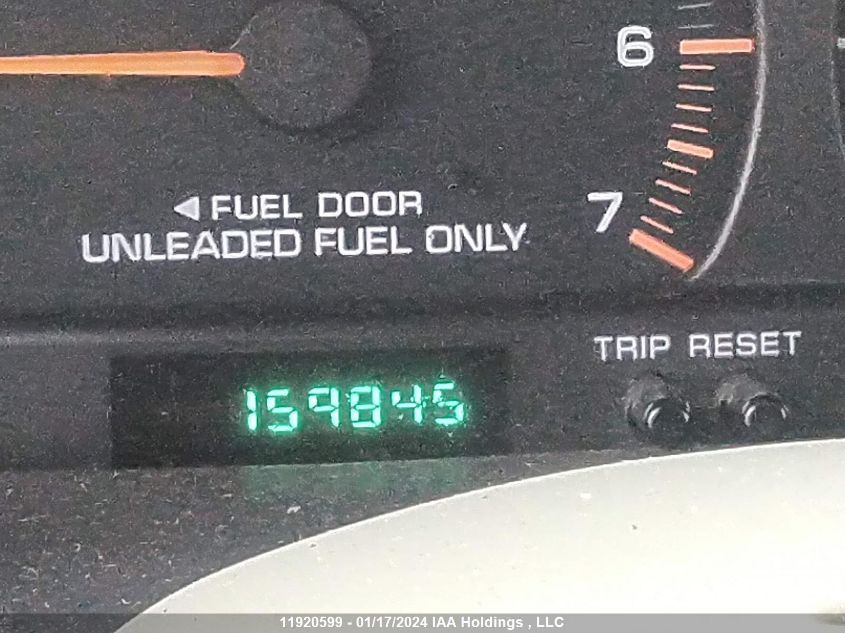 6
7
◄ FUEL DOOR
UNLEADED FUEL ONLY
TRIP RESET
159845
11920599 - 01/17/2024 IAA Holdings , LLC